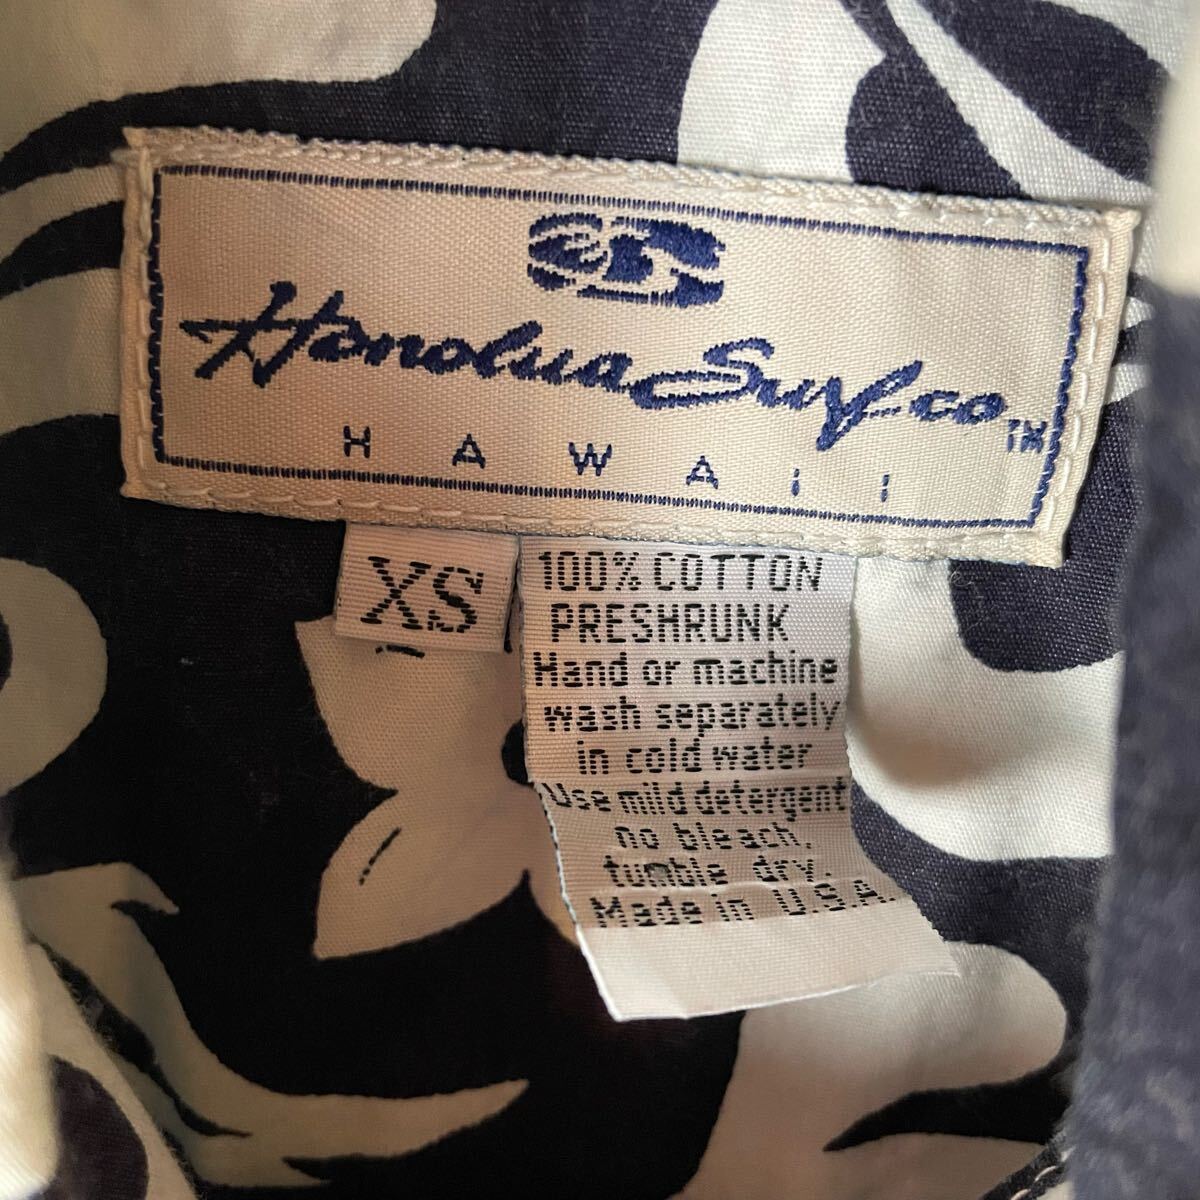 Honolua Surf co TM
HAWAii
XS
100% COTTON
PRESHRUNK
Hand or machine
wash separately
in cold water
Use mild detergent
no bleach,
tumble dry.
Made in U.S.A.